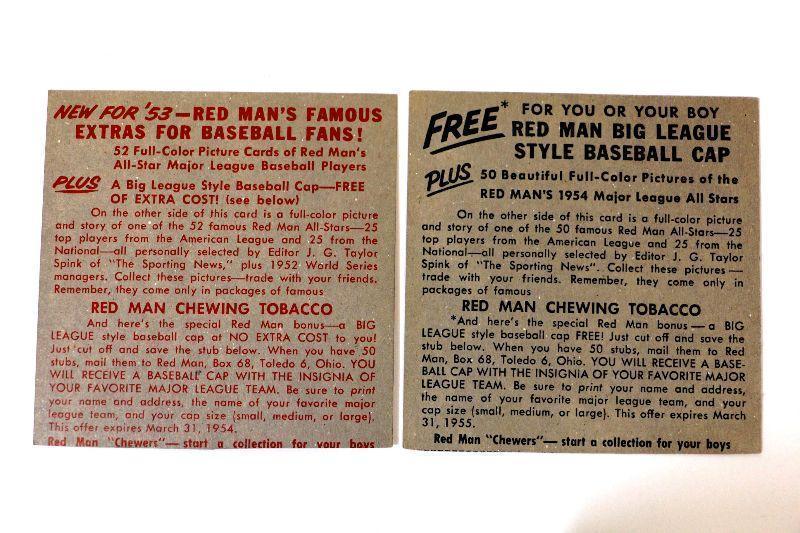 NEW FOR '53—RED MAN'S FAMOUS
EXTRAS FOR BASEBALL FANS!
52 Full-Color Picture Cards of Red Man's
All-Star Major League Baseball Players
PLUS A Big League Style Baseball Cap—FREE
OF EXTRA COST! (see below)
On the other side of this card is a full-color picture
and story of one of the 52 famous Red Man All-Stars—25
top players from the American League and 25 from the
National—all personally selected by Editor J. G. Taylor
Spink of "The Sporting News," plus 1952 World Series
managers. Collect these pictures—trade with your friends.
Remember, they come only in packages of famous
RED MAN CHEWING TOBACCO
And here's the special Red Man bonus—a BIG
LEAGUE style baseball cap at NO EXTRA COST to you!
Just cut off and save the stub below. When you have 50
stubs, mail them to Red Man, Box 68, Toledo 6, Ohio. YOU
WILL RECEIVE A BASEBALL CAP WITH THE INSIGNIA OF
YOUR FAVORITE MAJOR LEAGUE TEAM. Be sure to print
your name and address, the name of your favorite major
league team, and your cap size (small, medium, or large).
This offer expires March 31, 1954.
Red Man "Chewers"— start a collection for your boys
FREE* FOR YOU OR YOUR BOY
RED MAN BIG LEAGUE
STYLE BASEBALL CAP
PLUS 50 Beautiful Full-Color Pictures of the
RED MAN'S 1954 Major League All Stars
On the other side of this card is a full-color picture
and story of one of the 50 famous Red Man All-Stars—25
top players from the American League and 25 from the
National—all personally selected by Editor J. G. Taylor
Spink of "The Sporting News". Collect these pictures —
trade with your friends. Remember, they come only in
packages of famous
RED MAN CHEWING TOBACCO
*And here's the special Red Man bonus — a BIG
LEAGUE style baseball cap FREE! Just cut off and save the
stub below. When you have 50 stubs, mail them to Red
Man, Box 68, Toledo 6, Ohio. YOU WILL RECEIVE A BASE-
BALL CAP WITH THE INSIGNIA OF YOUR FAVORITE MAJOR
LEAGUE TEAM. Be sure to print your name and address,
the name of your favorite major league team, and your
cap size (small, medium, or large). This offer expires March
31, 1955.
Red Man "Chewers"— start a collection for your boys